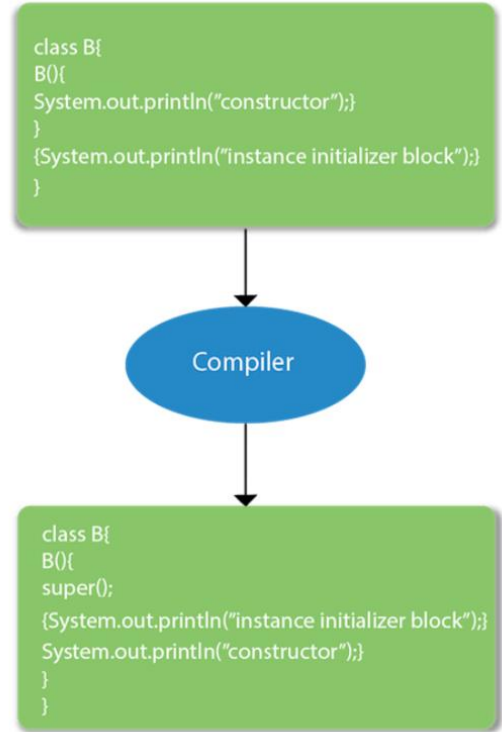 class B{
B(){
System.out.println("constructor");}
}
{System.out.println("instance initializer block");}
}
Compiler
class B{
B(){
super();
{System.out.println("instance initializer block");}
System.out.println("constructor");}
}
}